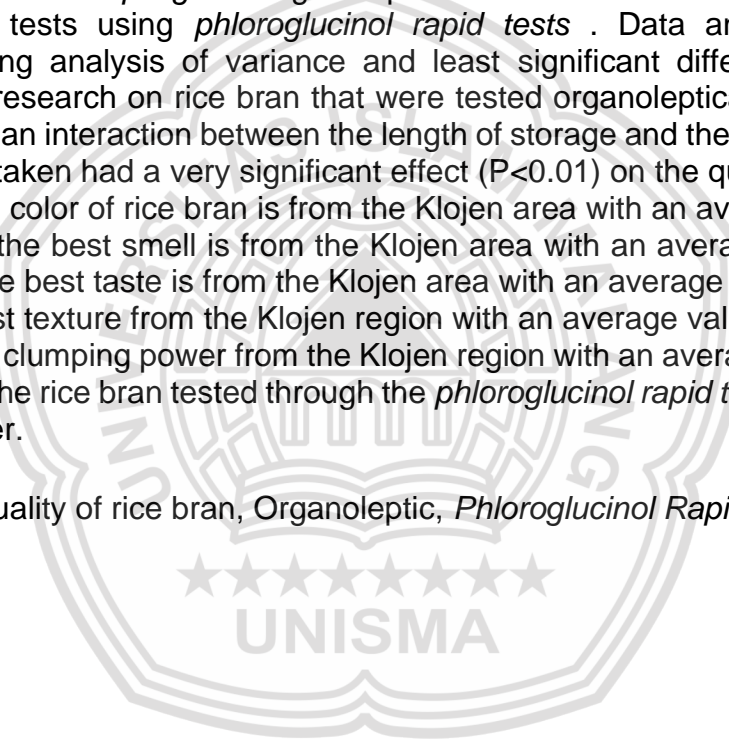 tests using phloroglucinol rapid tests . Data an
ng analysis of variance and least significant diffe
research on rice bran that were tested organoleptica
an interaction between the length of storage and the
taken had a very significant effect (P<0.01) on the qu
color of rice bran is from the Klojen area with an av
the best smell is from the Klojen area with an avera
e best taste is from the Klojen area with an average
st texture from the Klojen region with an average val
clumping power from the Klojen region with an avera
he rice bran tested through the phloroglucinol rapid t
er.
uality of rice bran, Organoleptic, Phloroglucinol Rapi
UNIVERSITAS ISLAM MALANG
UNISMA